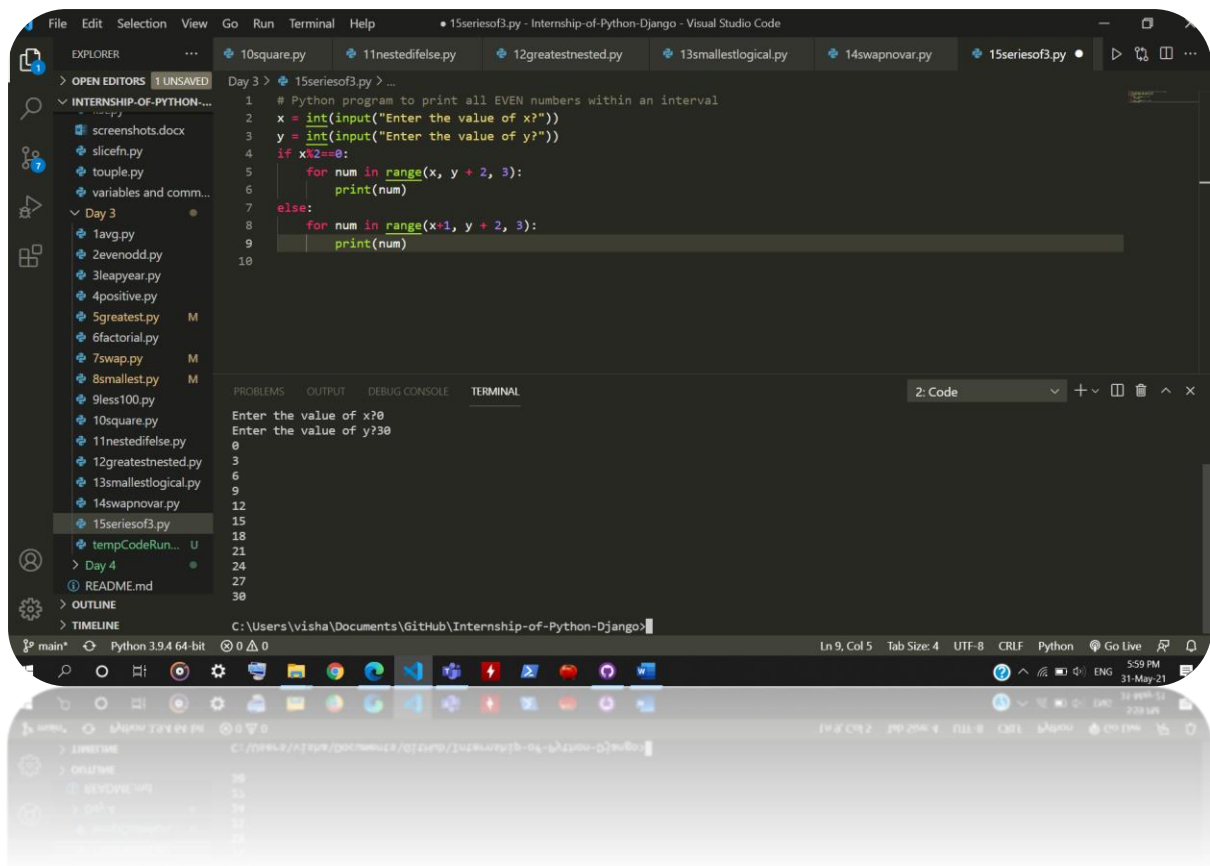 File Edit Selection View Go Run Terminal Help • 15seriesof3.py - Internship-of-Python-Django - Visual Studio Code
EXPLORER ··· 10square.py 11nestedifelse.py 12greatestnested.py 13smallestlogical.py 14swapnovar.py 15seriesof3.py ●
1
> OPEN EDITORS 1 UNSAVED
INTERNSHIP-OF-PYTHON-...
screenshots.docx
slicefn.py
7
touple.py
variables and comm...
Day 3
1avg.py
2evenodd.py
3leapyear.py
4positive.py
5greatest.py M
6factorial.py
7swap.py M
8smallest.py M
9less100.py
10square.py
11nestedifelse.py
12greatestnested.py
13smallestlogical.py
14swapnovar.py
15seriesof3.py
tempCodeRun... U
> Day 4
README.md
> OUTLINE
> TIMELINE
Day 3 > 15seriesof3.py > ...
1 # Python program to print all EVEN numbers within an interval
2 x = int(input("Enter the value of x?"))
3 y = int(input("Enter the value of y?"))
4 if x%2==0:
5     for num in range(x, y + 2, 3):
6         print(num)
7 else:
8     for num in range(x+1, y + 2, 3):
9         print(num)
10
PROBLEMS OUTPUT DEBUG CONSOLE TERMINAL 2: Code
Enter the value of x?0
Enter the value of y?30
0
3
6
9
12
15
18
21
24
27
30
C:\Users\visha\Documents\GitHub\Internship-of-Python-Django>
main* Python 3.9.4 64-bit 0 0 Ln 9, Col 5 Tab Size: 4 UTF-8 CRLF Python Go Live
ENG 5:59 PM
31-May-21